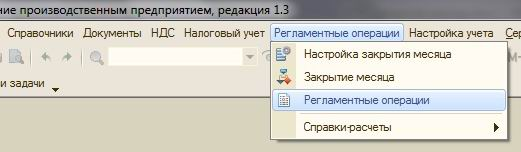 ние производственным предприятием, редакция 1.3
Справочники Документы НДС Налоговый учет Регламентные операции Настройка учета Сер
Настройка закрытия месяца
М-
Закрытие месяца
и задачи
Регламентные операции
Справки-расчеты